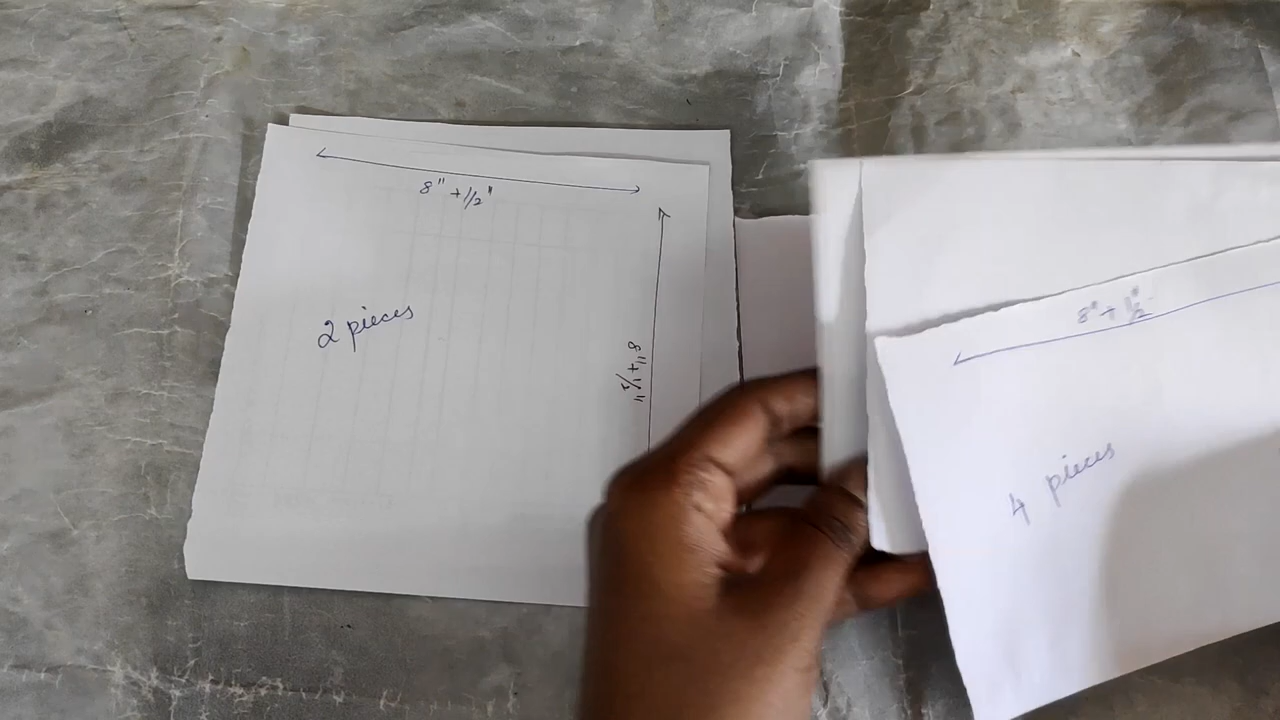 8" + 1/2"
2 pieces
8" + 1/2"
8" + 1/2"
4 pieces